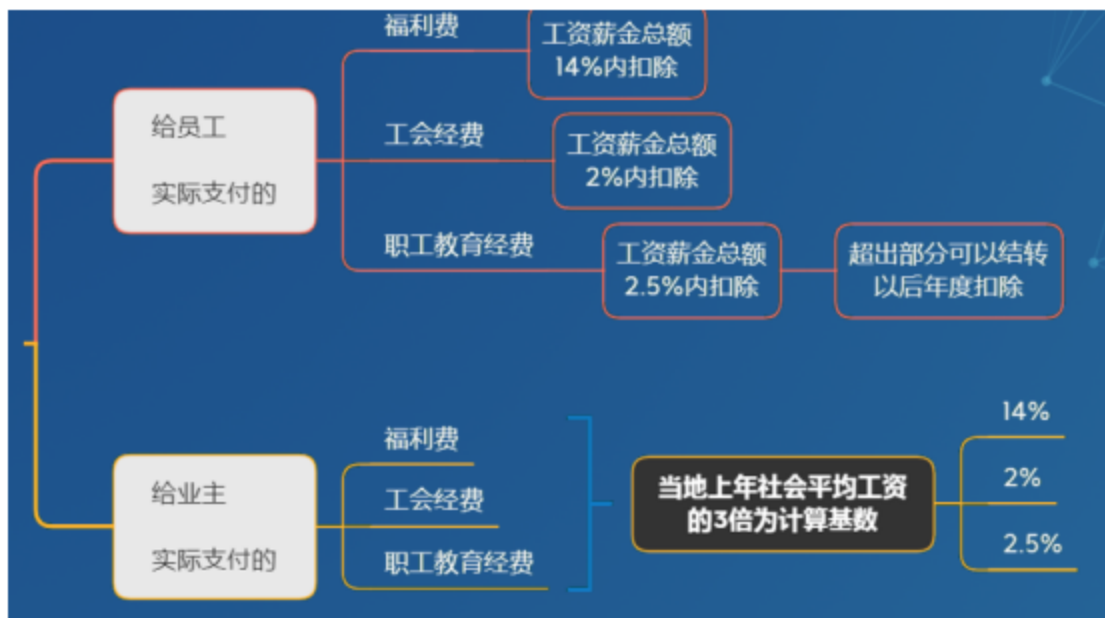 福利费
工资薪金总额
14%内扣除
给员工
实际支付的
工会经费
工资薪金总额
2%内扣除
职工教育经费
工资薪金总额
2.5%内扣除
超出部分可以结转
以后年度扣除
给业主
实际支付的
福利费
工会经费
职工教育经费
当地上年社会平均工资
的3倍为计算基数
14%
2%
2.5%